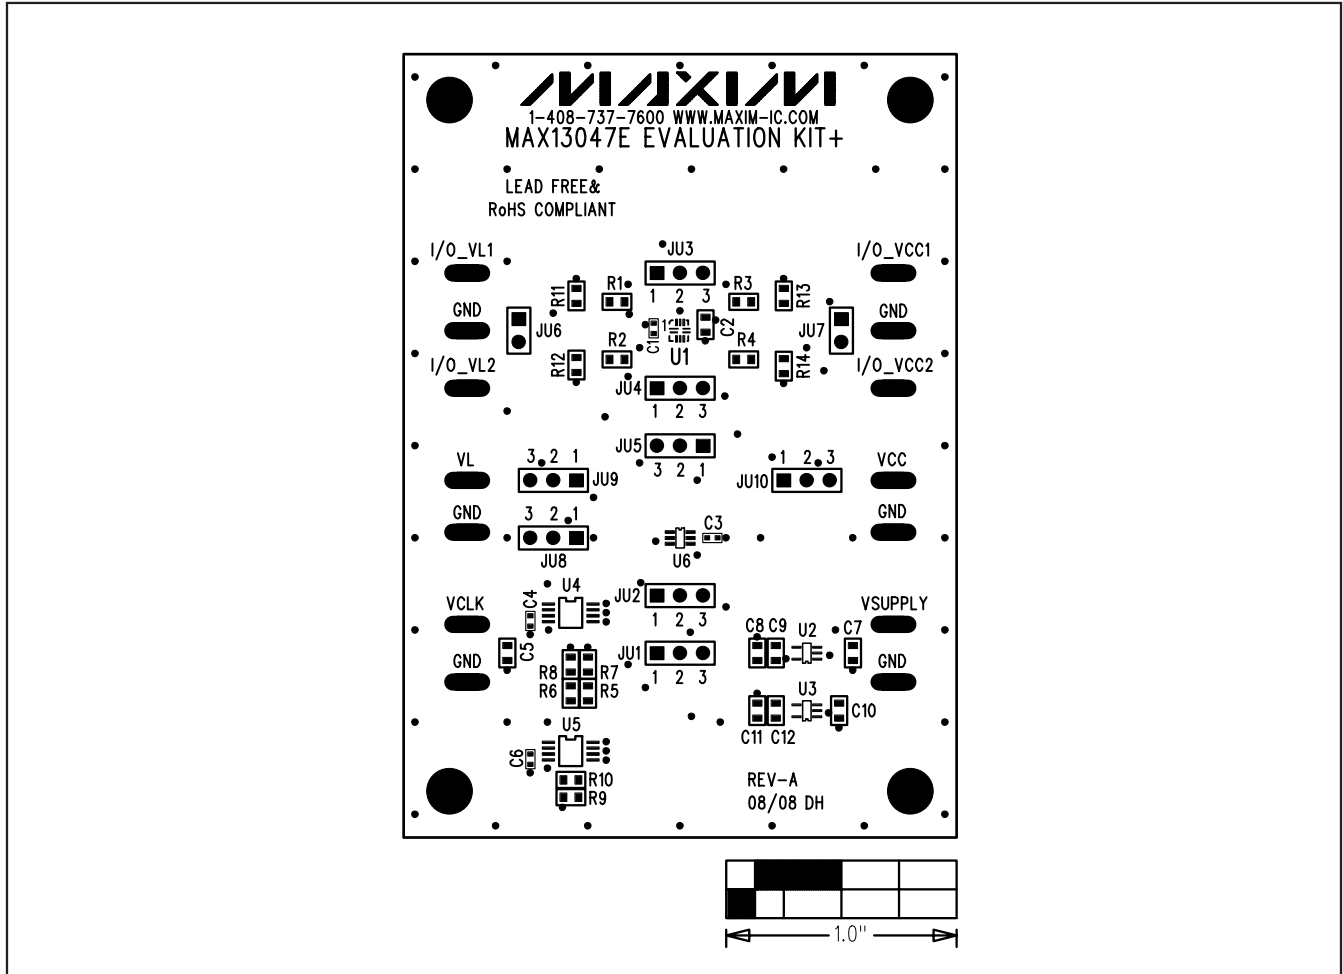 MAXIM
1-408-737-7600 WWW.MAXIM-IC.COM
MAX13047E EVALUATION KIT+
LEAD FREE&
RoHS COMPLIANT
I/O_VL1
JU3
I/O_VCC1
R11
R1
1 2 3
R3
R13
GND
JU6
C1
1
U1
C2
JU7
GND
R2
R4
I/O_VL2
R12
R14
I/O_VCC2
JU4
1 2 3
JU5
3 2 1
VL
3 2 1
JU9
JU10
1 2 3
VCC
GND
3 2 1
JU8
C3
U6
GND
VCLK
C4
U4
JU2
1 2 3
VSUPPLY
C5
C8 C9 U2 C7
GND
R8 R7
R6 R5
JU1
1 2 3
GND
U3
C10
C11 C12
U5
C6
R10
R9
REV-A
08/08 DH
1.0"